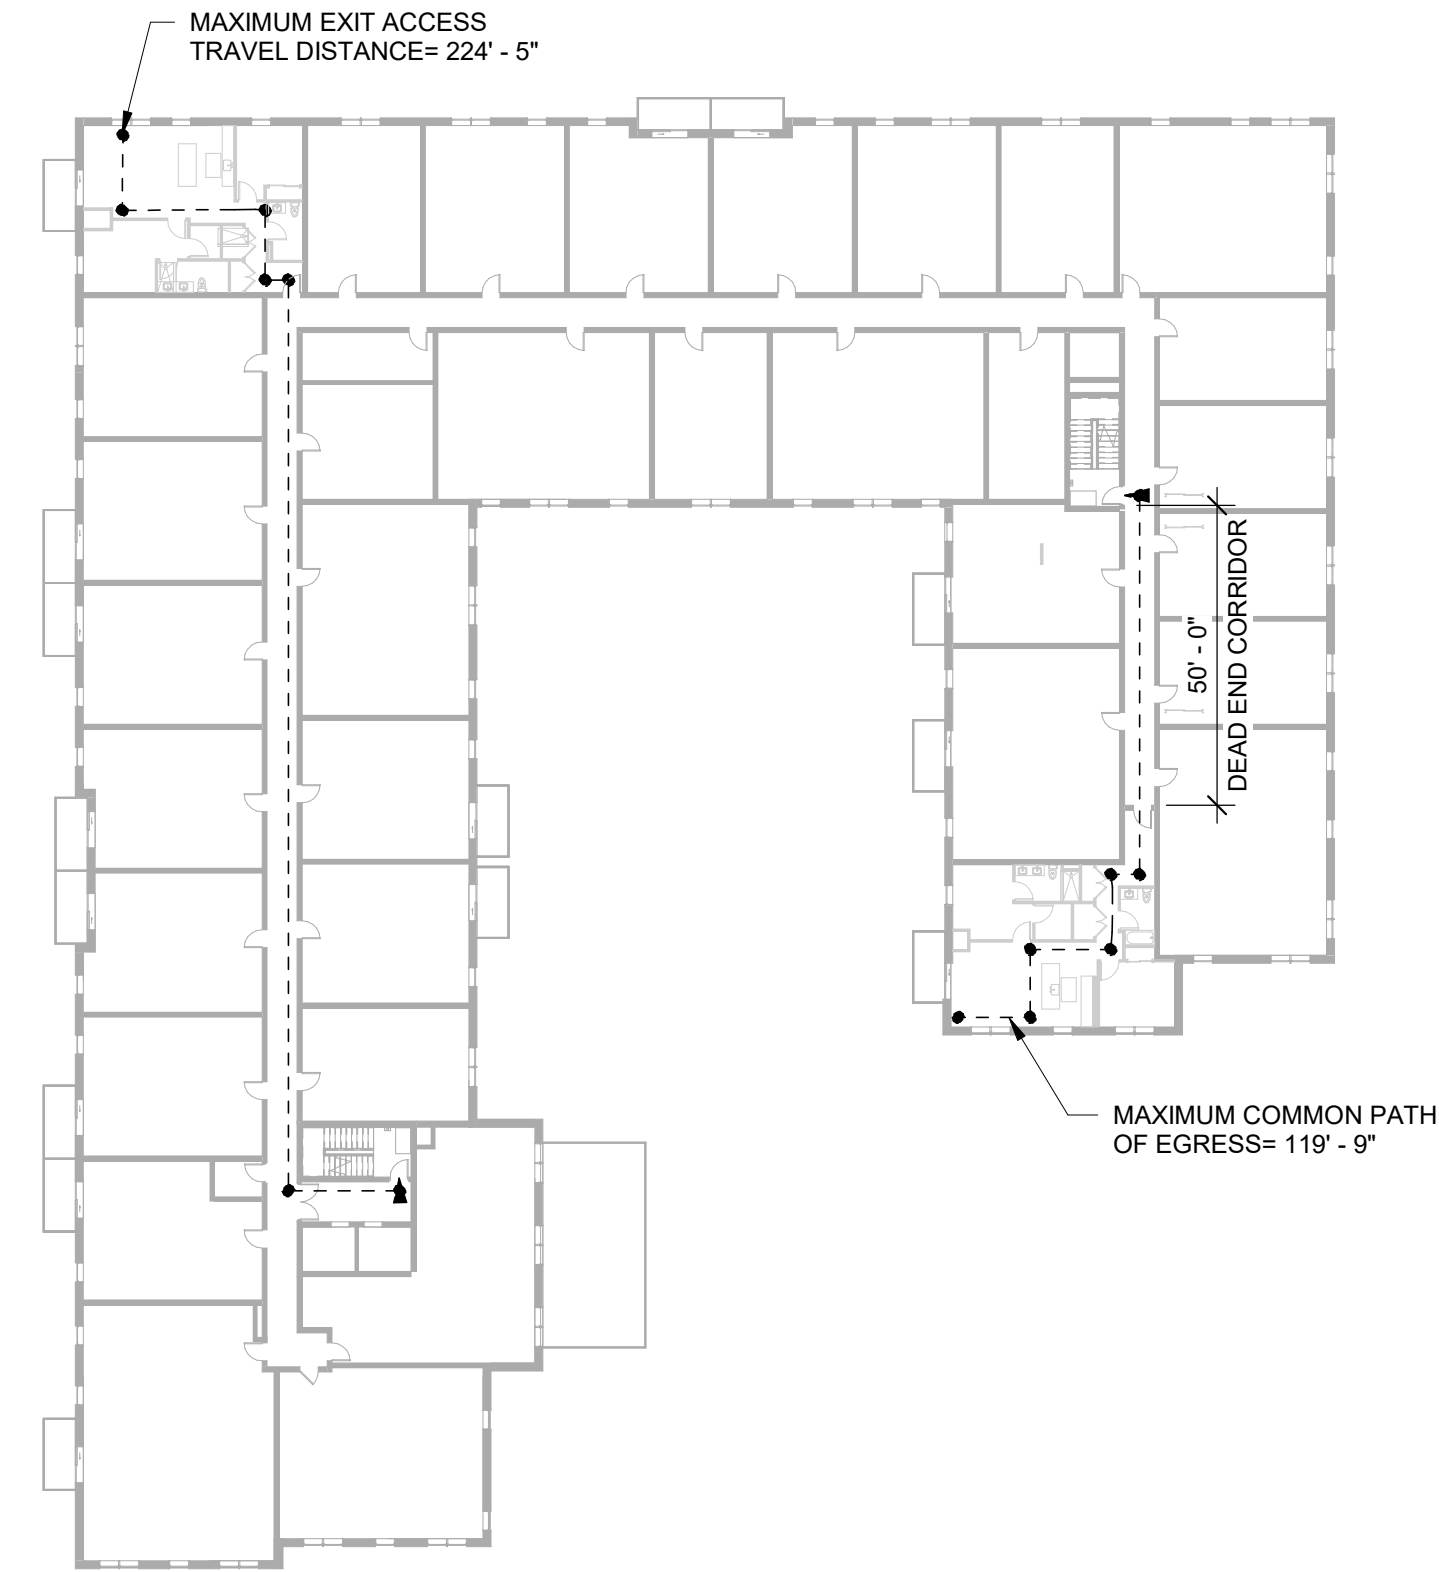 MAXIMUM EXIT ACCESS
TRAVEL DISTANCE= 224' - 5"
50' - 0"
DEAD END CORRIDOR
MAXIMUM COMMON PATH
OF EGRESS= 119' - 9"